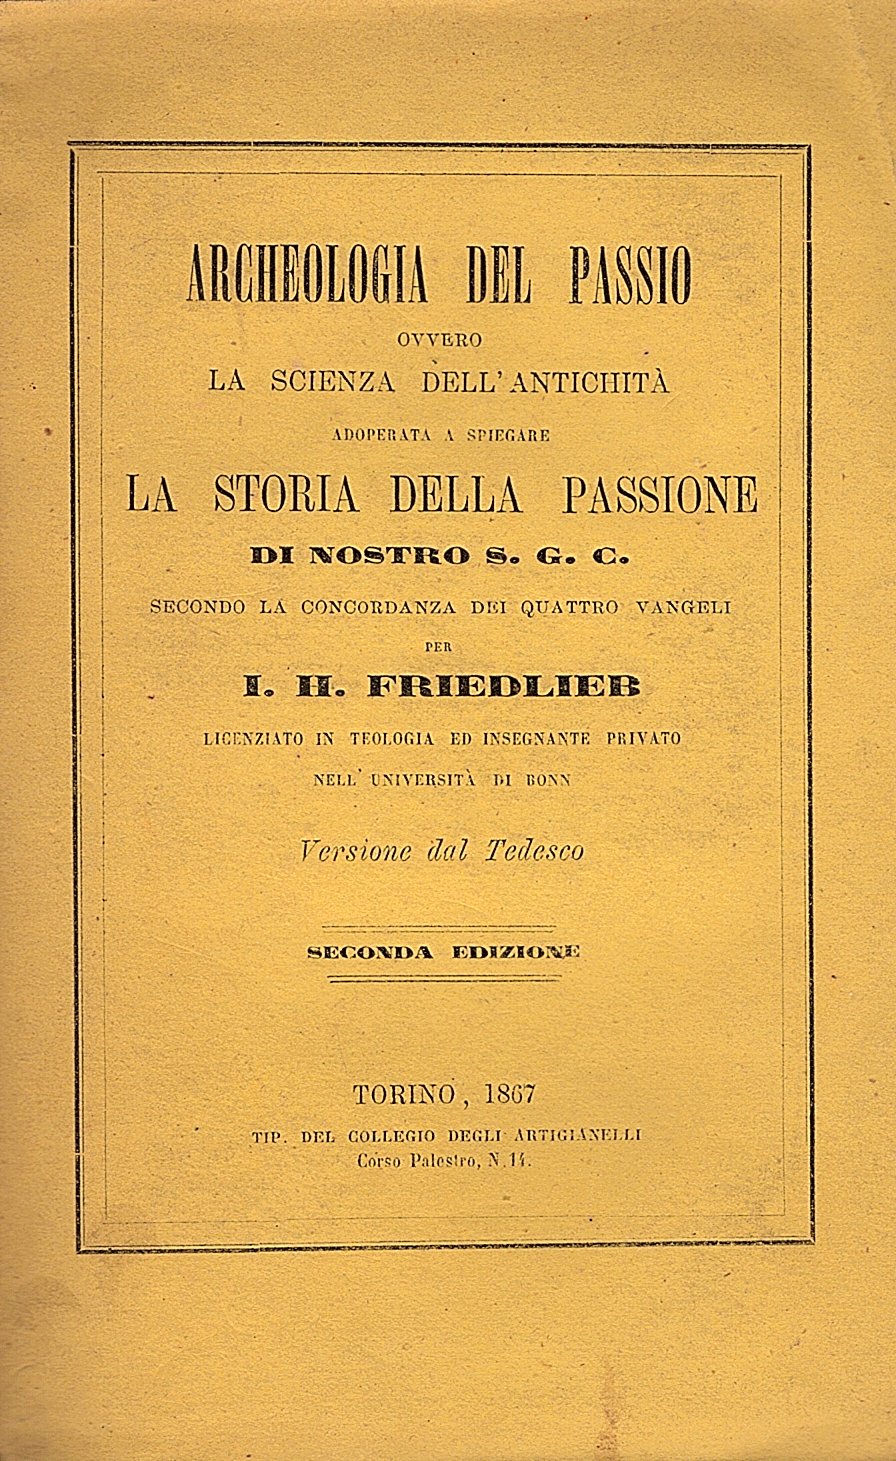 ARCHEOLOGIA DEL PASSIO
OVVERO
LA SCIENZA DELL'ANTICHITÀ
ADOPERATA A SPIEGARE
LA STORIA DELLA PASSIONE
DI NOSTRO S. G. C.
SECONDO LA CONCORDANZA DEI QUATTRO VANGELI
PER
I. H. FRIEDLIEB
LICENZIATO IN TEOLOGIA ED INSEGNANTE PRIVATO
NELL'UNIVERSITÀ DI BONN
Versione dal Tedesco
SECONDA EDIZIONE
TORINO, 1867
TIP. DEL COLLEGIO DEGLI ARTIGIANELLI
Corso Palestro, N. 14.